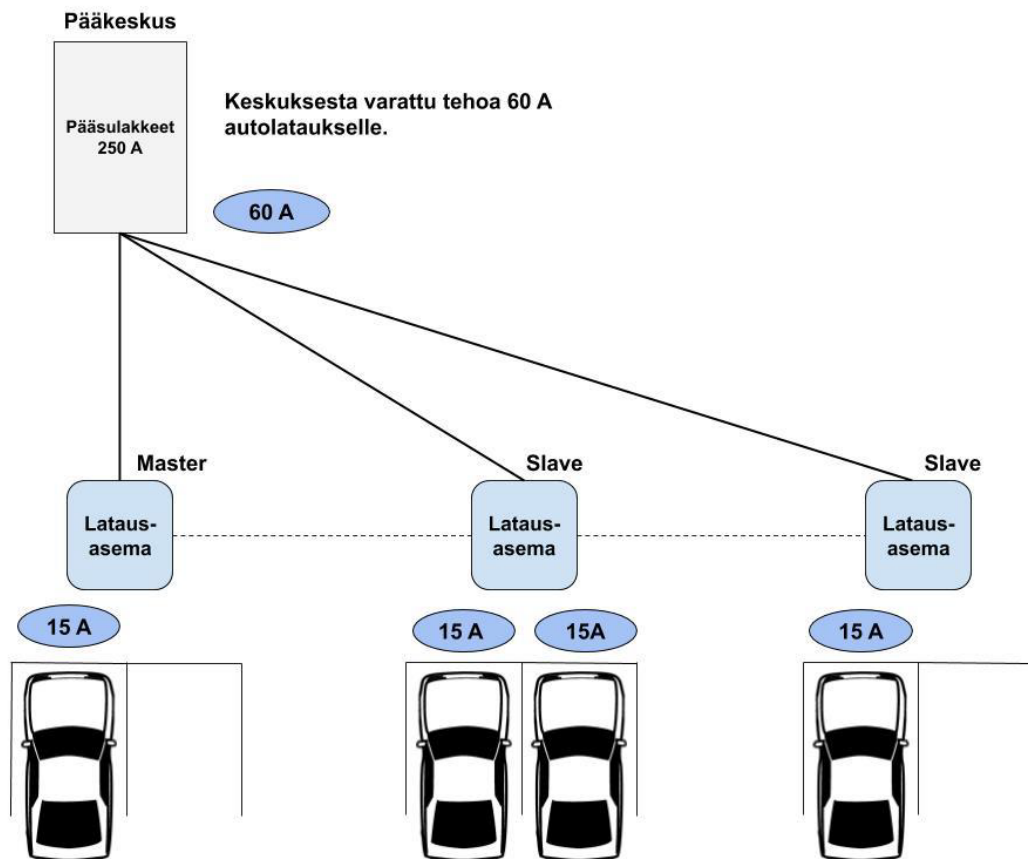 Pääkeskus
Pääsulakkeet
250 A
Keskuksesta varattu tehoa 60 A
autolataukselle.
60 A
Master
Slave
Slave
Lataus-
asema
Lataus-
asema
Lataus-
asema
15 A
15 A
15A
15 A